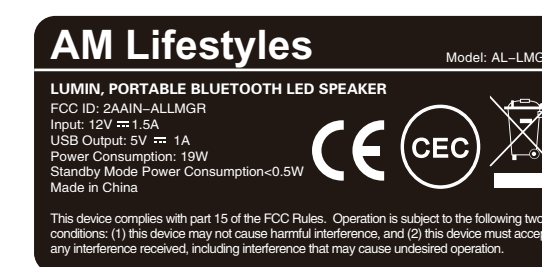 AM Lifestyles
Model: AL-LMG
LUMIN, PORTABLE BLUETOOTH LED SPEAKER
FCC ID: 2AAIN-ALLMGR
Input: 12V ⎓ 1.5A
USB Output: 5V ⎓ 1A
Power Consumption: 19W
Standby Mode Power Consumption<0.5W
Made in China
CE
CEC
This device complies with part 15 of the FCC Rules. Operation is subject to the following two
conditions: (1) this device may not cause harmful interference, and (2) this device must
any interference received, including interference that may cause undesired operation.